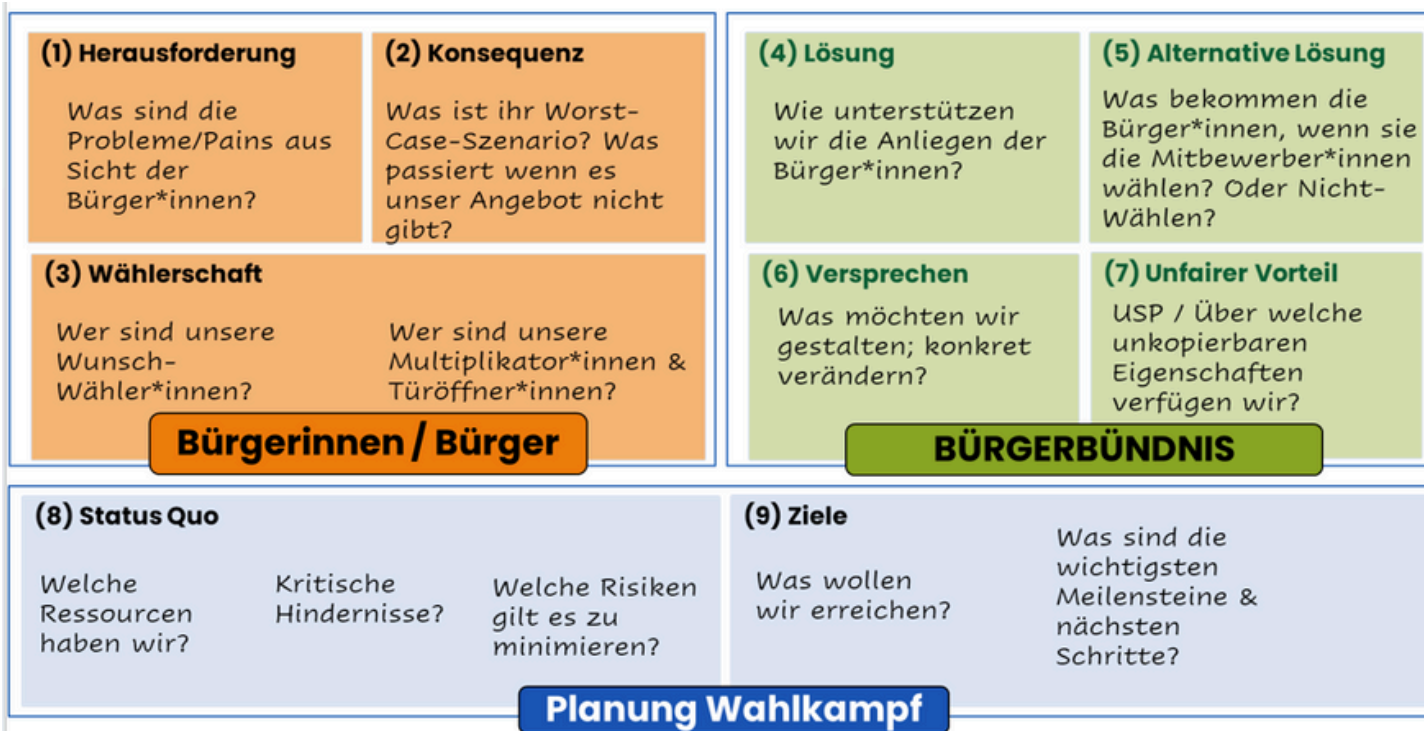 (1) Herausforderung
Was sind die
Probleme/Pains aus
Sicht der
Bürger*innen?
(2) Konsequenz
Was ist ihr Worst-
Case-Szenario? Was
passiert wenn es
unser Angebot nicht
gibt?
(3) Wählerschaft
Wer sind unsere
Wunsch-
Wähler*innen?
Wer sind unsere
Multiplikator*innen &
Türöffner*innen?
Bürgerinnen / Bürger
(4) Lösung
Wie unterstützen
wir die Anliegen der
Bürger*innen?
(5) Alternative Lösung
Was bekommen die
Bürger*innen, wenn sie
die Mitbewerber*innen
wählen? Oder Nicht-
Wählen?
(6) Versprechen
Was möchten wir
gestalten; konkret
verändern?
(7) Unfairer Vorteil
USP / Über welche
unkopierbaren
Eigenschaften
verfügen wir?
BÜRGERBÜNDNIS
(8) Status Quo
Welche
Ressourcen
haben wir?
Kritische
Hindernisse?
Welche Risiken
gilt es zu
minimieren?
(9) Ziele
Was wollen
wir erreichen?
Was sind die
wichtigsten
Meilensteine &
nächsten
Schritte?
Planung Wahlkampf